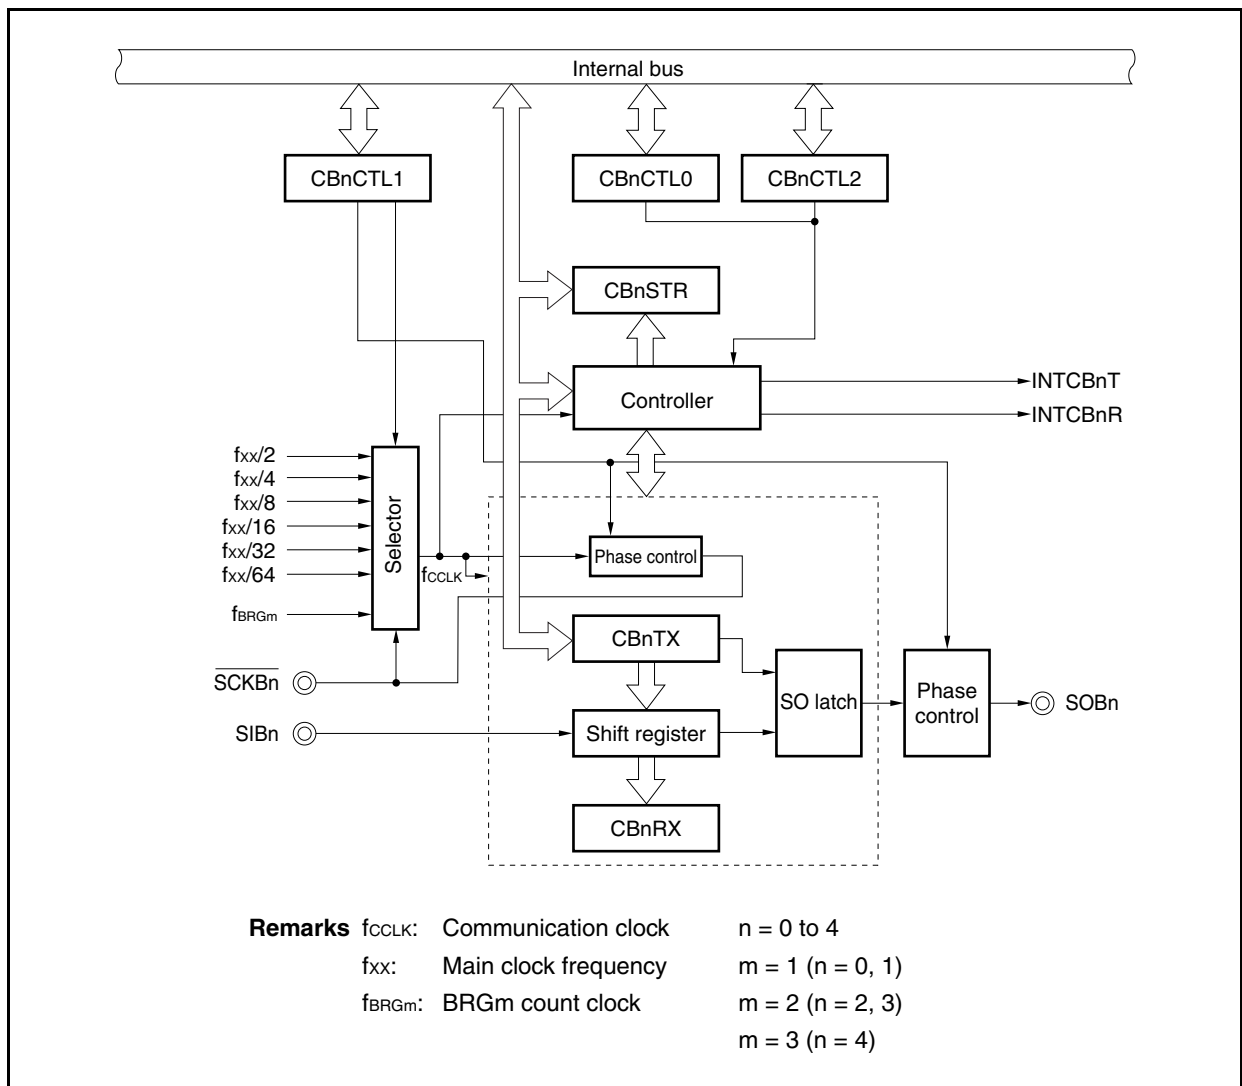 Internal bus
CBnCTL1
CBnCTL0
CBnCTL2
CBnSTR
Controller
INTCBnT
INTCBnR
fxx/2
fxx/4
fxx/8
fxx/16
fxx/32
fxx/64
fBRGm
Selector
fCCLK
Phase control
CBnTX
SO latch
Phase
control
SCKBn
SIBn
SOBn
Shift register
CBnRX
Remarks fCCLK: Communication clock n = 0 to 4
fxx: Main clock frequency m = 1 (n = 0, 1)
fBRGm: BRGm count clock m = 2 (n = 2, 3)
m = 3 (n = 4)